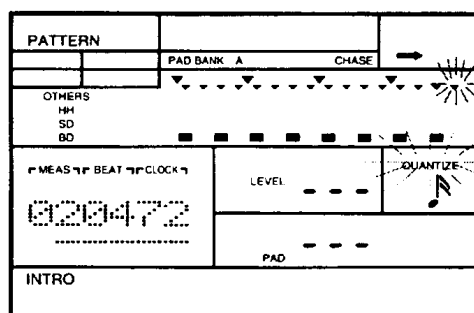 PATTERN
PAD BANK A CHASE
OTHERS
HH
SD
BD
MEAS BEAT CLOCK
020472
LEVEL - - -
QUANTIZE
PAD - - -
INTRO